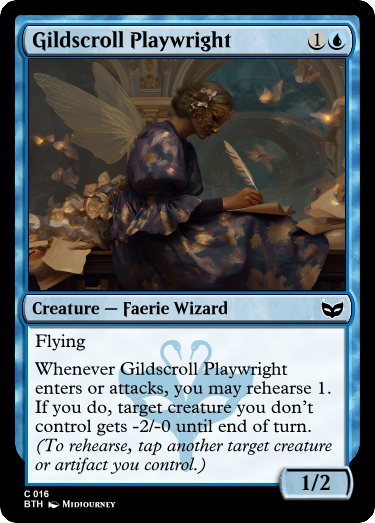 Gildscroll Playwright 1
Creature — Faerie Wizard
Flying
Whenever Gildscroll Playwright
enters or attacks, you may rehearse 1.
If you do, target creature you don't
control gets -2/-0 until end of turn.
(To rehearse, tap another target creature
or artifact you control.)
1/2
C 016
BTH Midjourney